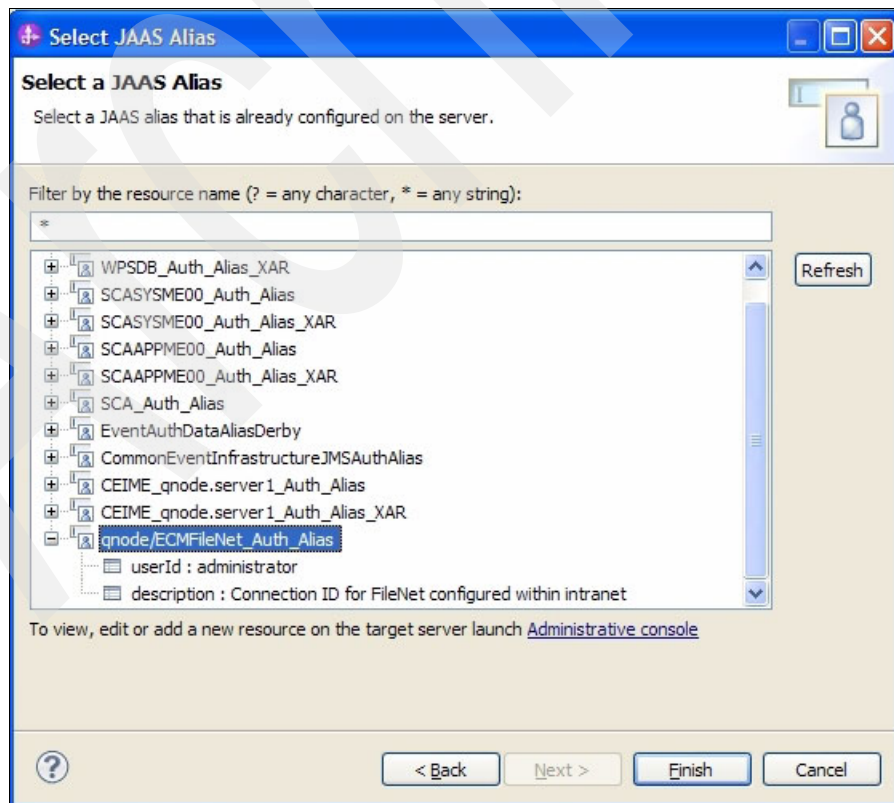 Select JAAS Alias
Select a JAAS Alias
Select a JAAS alias that is already configured on the server.
Filter by the resource name (? = any character, * = any string):
*
Refresh
WPSDB_Auth_Alias_XAR
SCASYSME00_Auth_Alias
SCASYSME00_Auth_Alias_XAR
SCAAPPME00_Auth_Alias
SCAAPPME00_Auth_Alias_XAR
SCA_Auth_Alias
EventAuthDataAliasDerby
CommonEventInfrastructureJMSAuthAlias
CEIME_qnode.server1_Auth_Alias
CEIME_qnode.server1_Auth_Alias_XAR
qnode/ECMFileNet_Auth_Alias
userId : administrator
description : Connection ID for FileNet configured within intranet
To view, edit or add a new resource on the target server launch Administrative console
? < Back Next > Finish Cancel